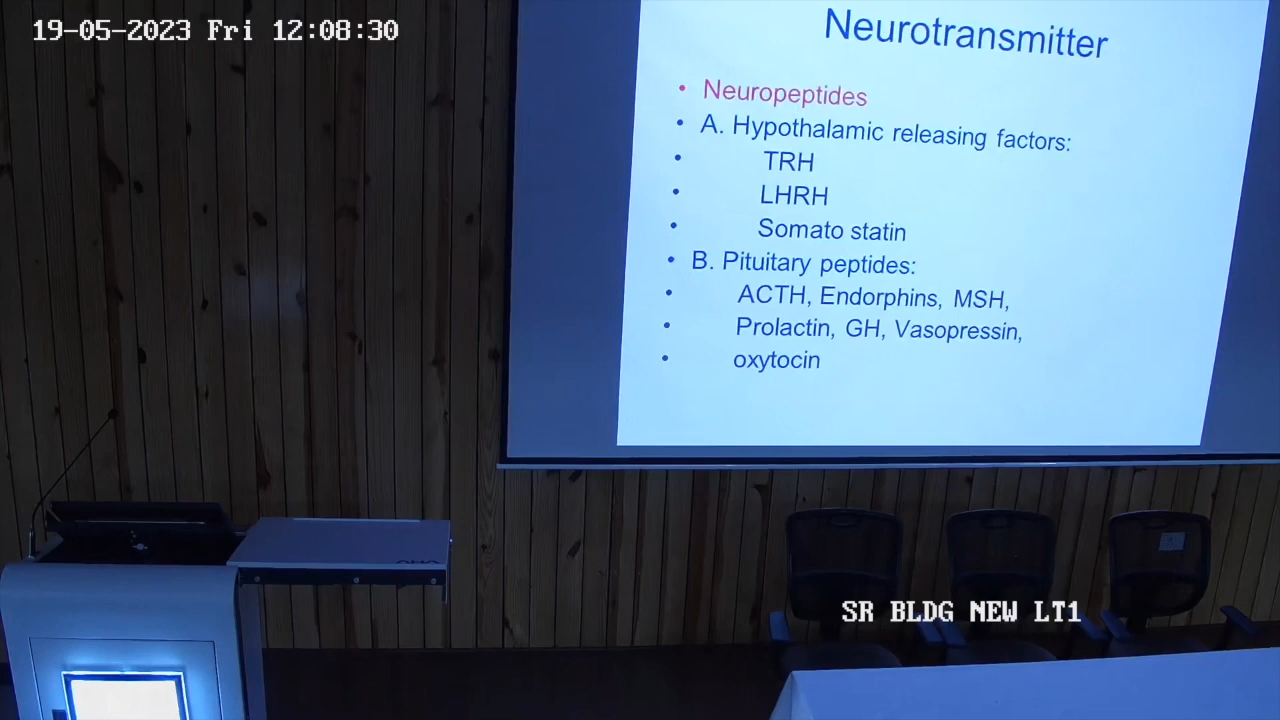 19-05-2023 Fri 12:08:30
Neurotransmitter
• Neuropeptides
• A. Hypothalamic releasing factors:
• TRH
• LHRH
• Somato statin
• B. Pituitary peptides:
• ACTH, Endorphins, MSH,
• Prolactin, GH, Vasopressin,
• oxytocin
SR BLDG NEW LT1